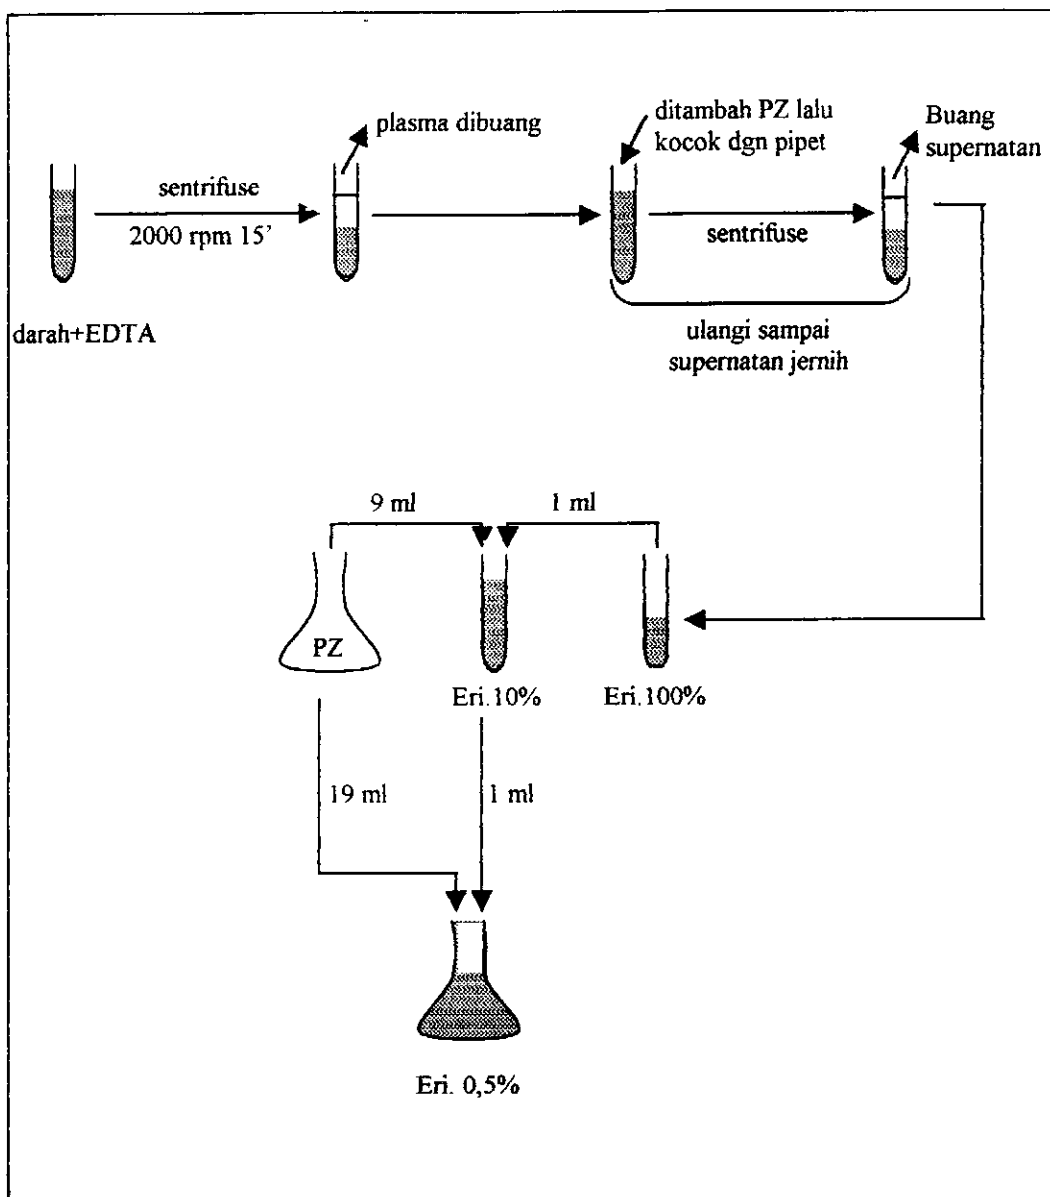 plasma dibuang
ditambah PZ lalu
kocok dgn pipet
Buang
supernatan
sentrifuse
2000 rpm 15’
sentrifuse
darah+EDTA
ulangi sampai
supernatan jernih
9 ml
1 ml
PZ
Eri.10%
Eri.100%
19 ml
1 ml
Eri. 0,5%